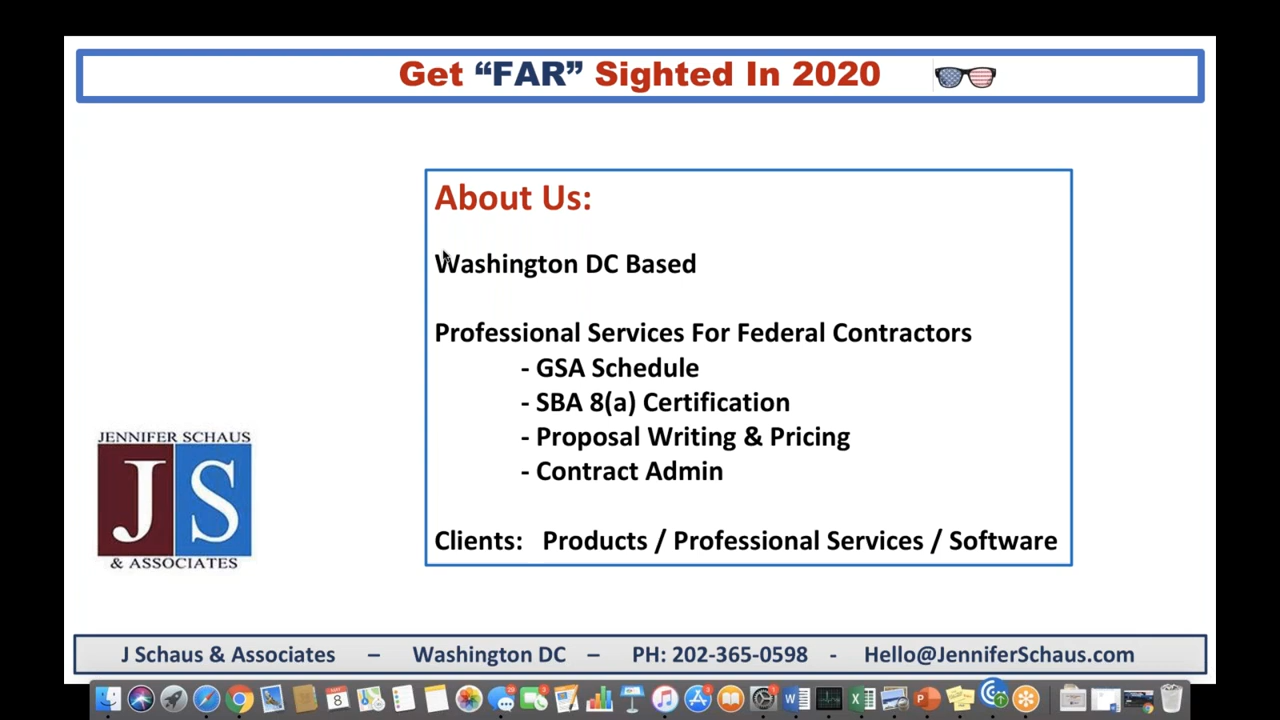 Get “FAR” Sighted In 2020
About Us:
Washington DC Based
Professional Services For Federal Contractors
- GSA Schedule
- SBA 8(a) Certification
- Proposal Writing & Pricing
- Contract Admin
Clients: Products / Professional Services / Software
JENNIFER SCHAUS
JS
& ASSOCIATES
J Schaus & Associates – Washington DC – PH: 202-365-0598 - Hello@JenniferSchaus.com
8